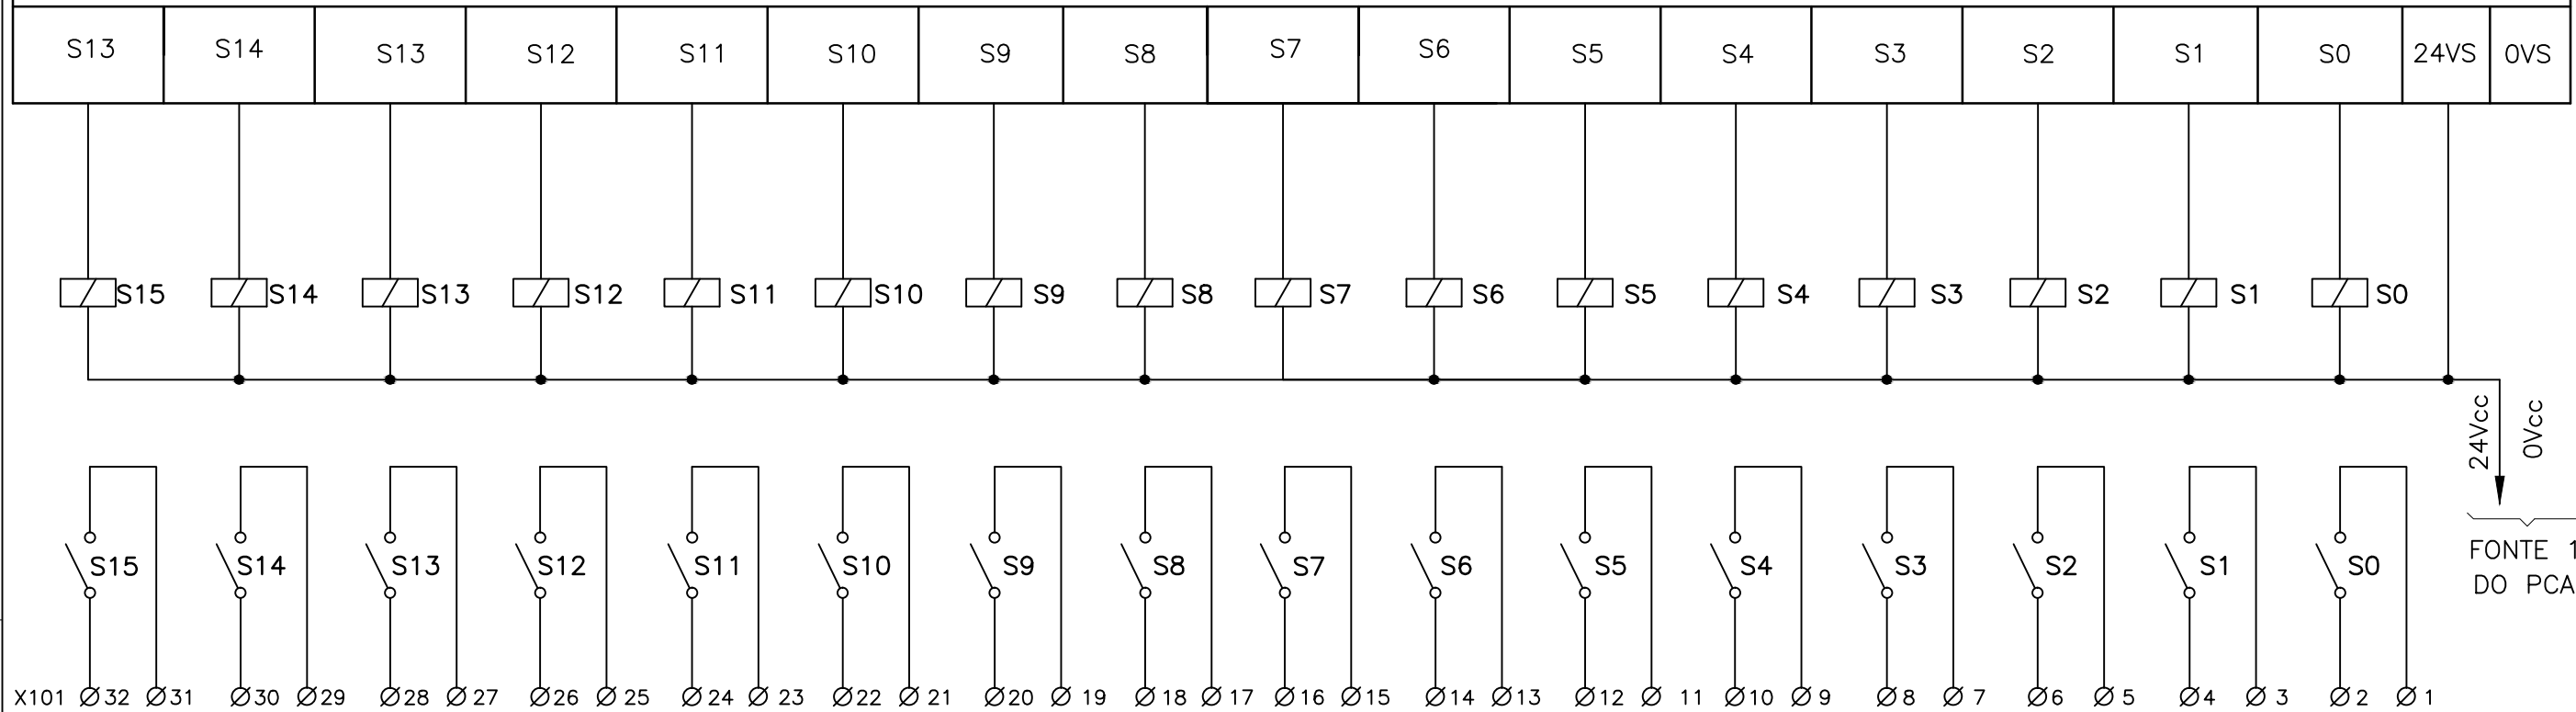 S13 S14 S13 S12 S11 S10 S9 S8 S7 S6 S5 S4 S3 S2 S1 S0 24VS 0VS
S15 S14 S13 S12 S11 S10 S9 S8 S7 S6 S5 S4 S3 S2 S1 S0
24Vcc
0Vcc
S15 S14 S13 S12 S11 S10 S9 S8 S7 S6 S5 S4 S3 S2 S1 S0
FONTE 1
DO PCA
X101 32 31 30 29 28 27 26 25 24 23 22 21 20 19 18 17 16 15 14 13 12 11 10 9 8 7 6 5 4 3 2 1